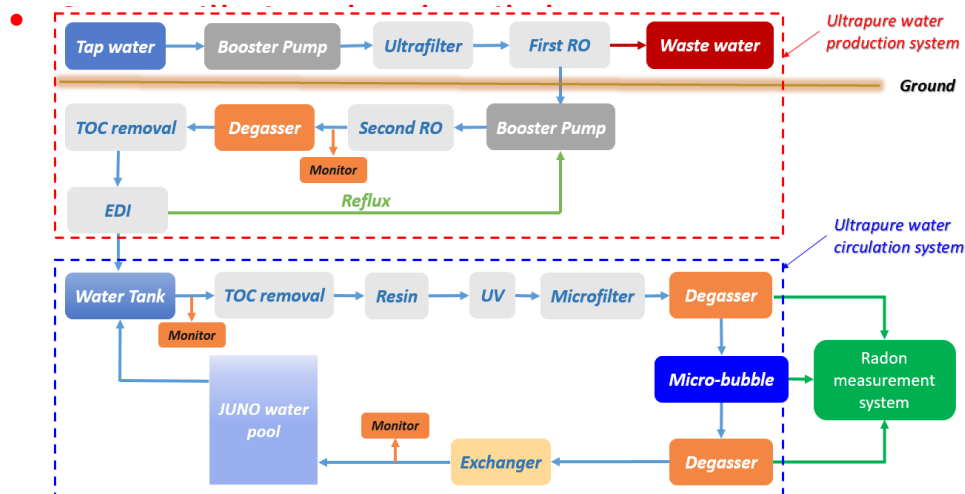 Ultrapure water
production system
Tap water
Booster Pump
Ultrafilter
First RO
Waste water
Ground
TOC removal
Degasser
Second RO
Booster Pump
Monitor
Reflux
EDI
Ultrapure water
circulation system
Water Tank
TOC removal
Resin
UV
Microfilter
Degasser
Monitor
Micro-bubble
Radon
measurement
system
JUNO water
pool
Monitor
Exchanger
Degasser